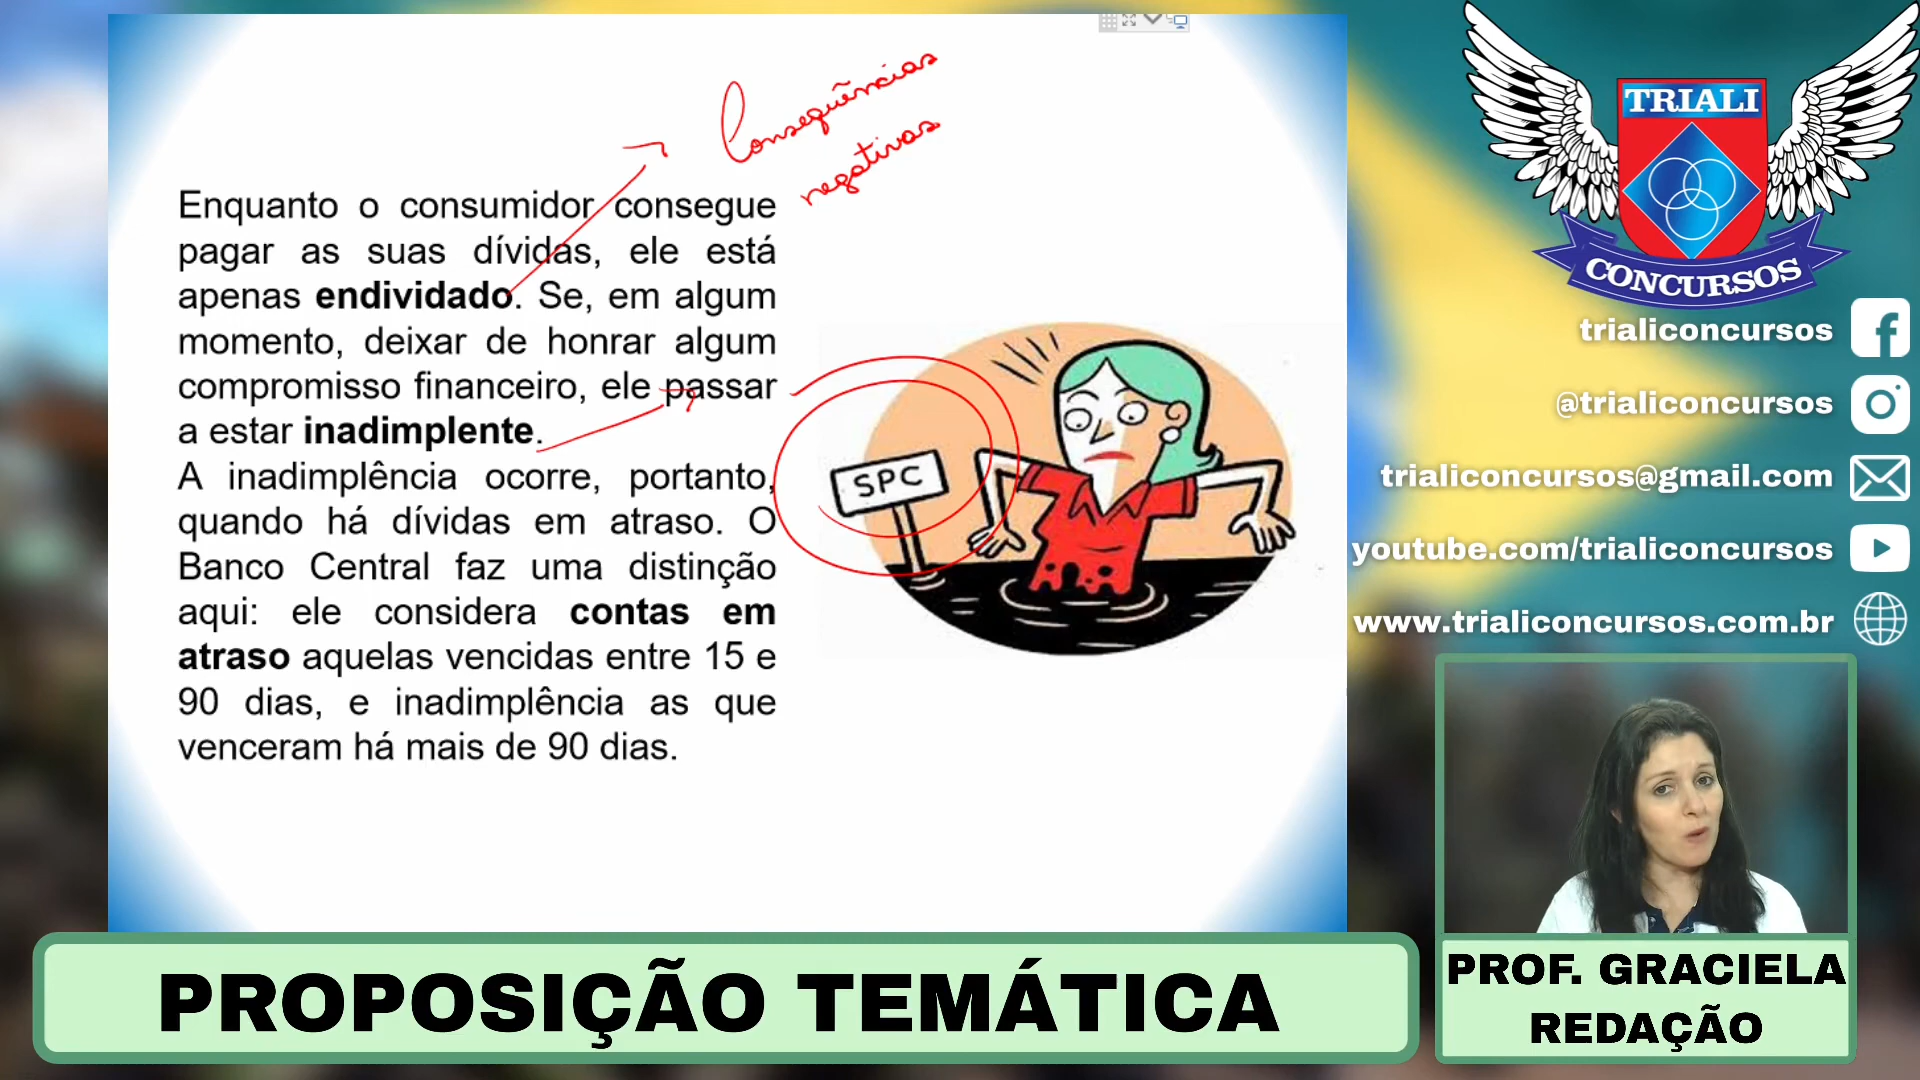 Conseqüências
negativas
Enquanto o consumidor consegue
pagar as suas dívidas, ele está
apenas endividado. Se, em algum
momento, deixar de honrar algum
compromisso financeiro, ele passar
a estar inadimplente.
A inadimplência ocorre, portanto,
quando há dívidas em atraso. O
Banco Central faz uma distinção
aqui: ele considera contas em
atraso aquelas vencidas entre 15 e
90 dias, e inadimplência as que
venceram há mais de 90 dias.
SPC
TRIALI
CONCURSOS
trialiconcursos
@trialiconcursos
trialiconcursos@gmail.com
youtube.com/trialiconcursos
www.trialiconcursos.com.br
PROPOSIÇÃO TEMÁTICA
PROF. GRACIELA
REDAÇÃO